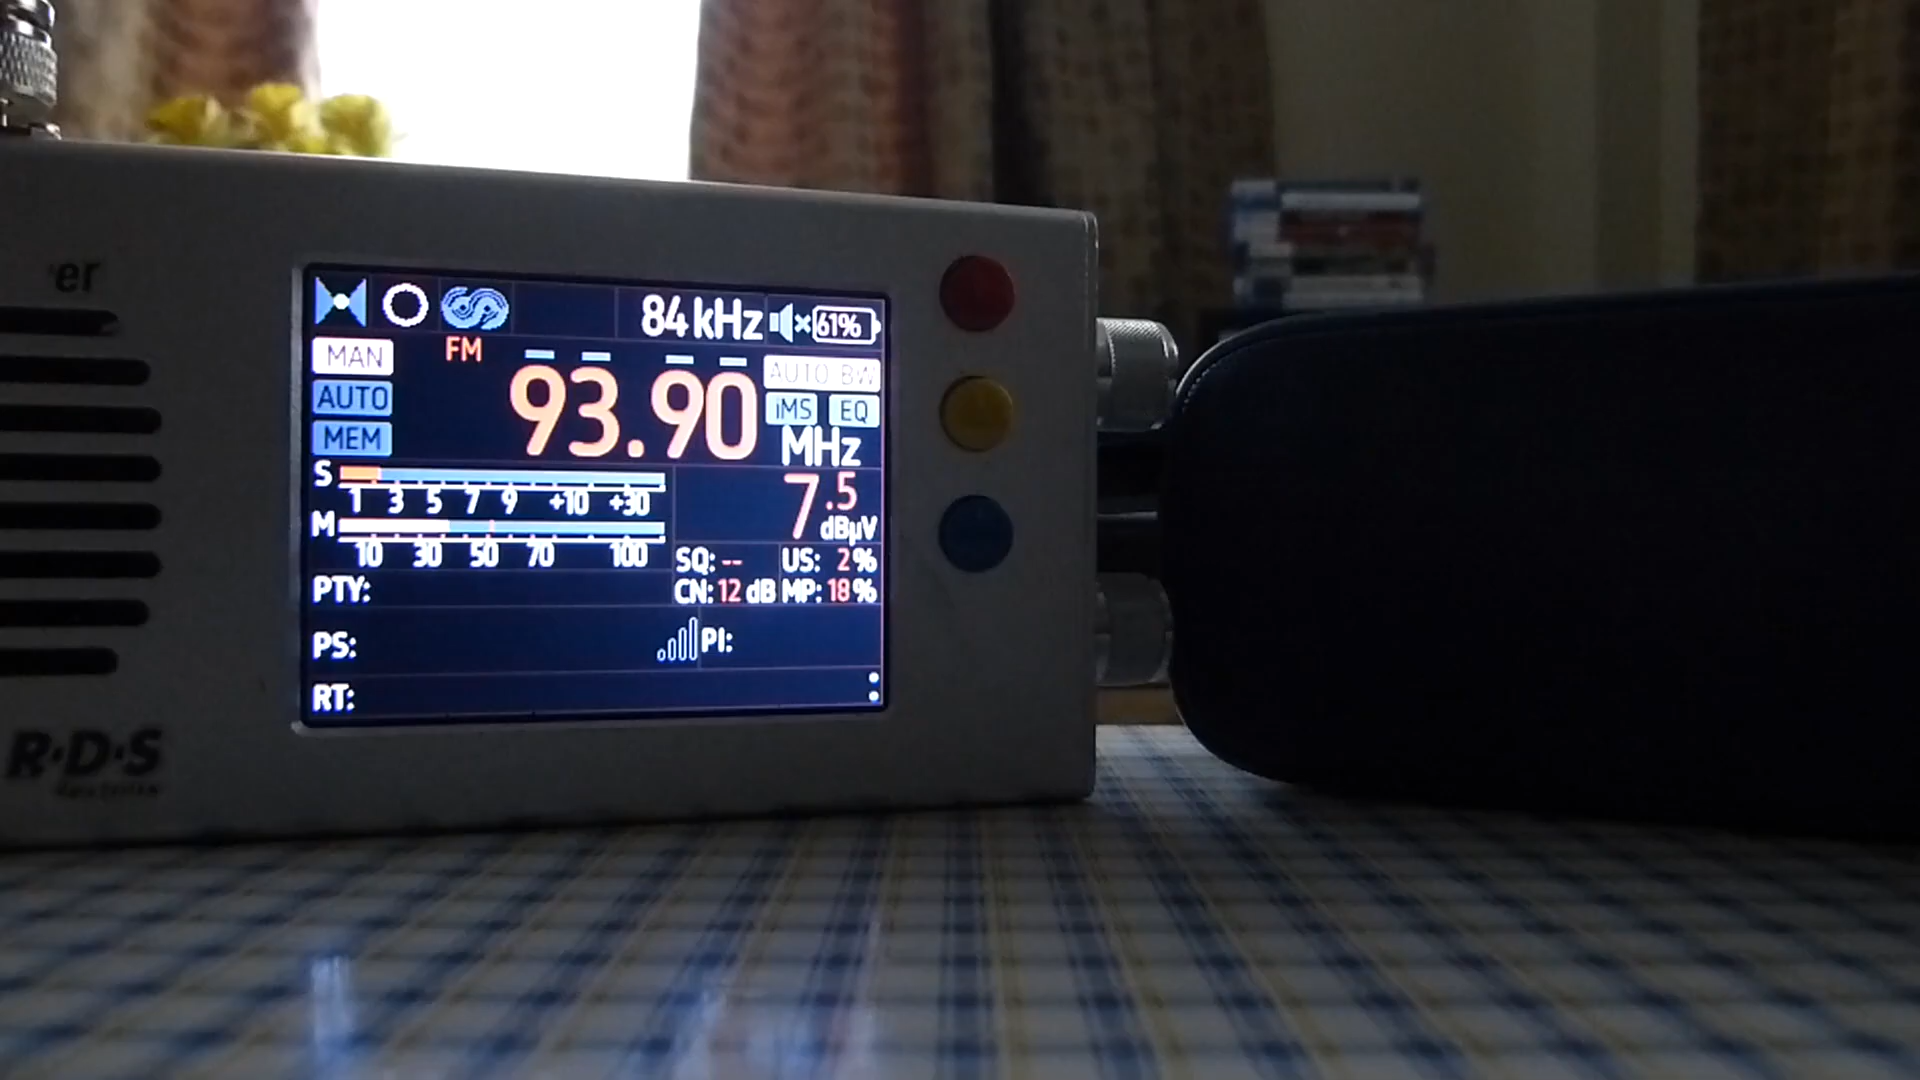 er
84 kHz 61%
MAN FM AUTO BW
AUTO 93.90 iMS EQ
MEM MHz
S 1 3 5 7 9 +10 +30 7.5 dBµV
M 10 30 50 70 100
SQ: -- US: 2%
PTY: CN: 12 dB MP: 18%
PS: PI:
RT:
R·D·S